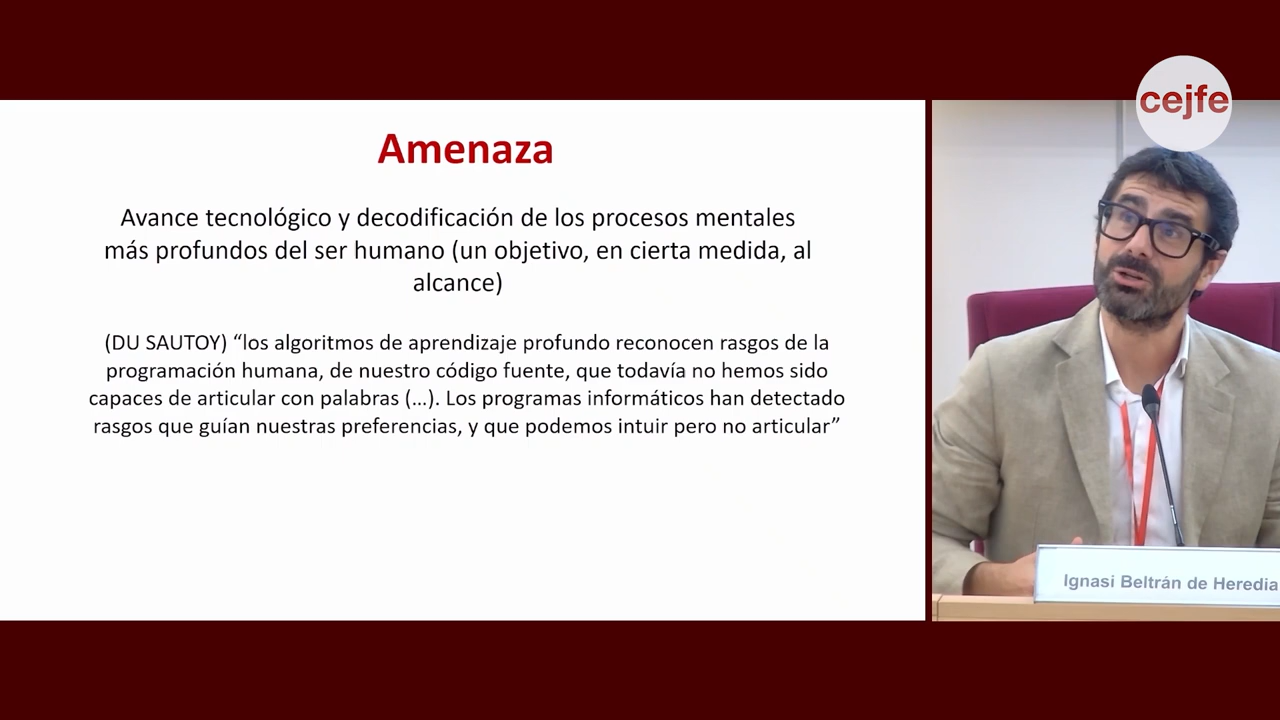 cejfe
Amenaza
Avance tecnológico y decodificación de los procesos mentales
más profundos del ser humano (un objetivo, en cierta medida, al
alcance)
(DU SAUTOY) “los algoritmos de aprendizaje profundo reconocen rasgos de la
programación humana, de nuestro código fuente, que todavía no hemos sido
capaces de articular con palabras (...). Los programas informáticos han detectado
rasgos que guían nuestras preferencias, y que podemos intuir pero no articular”
Ignasi Beltrán de Heredia